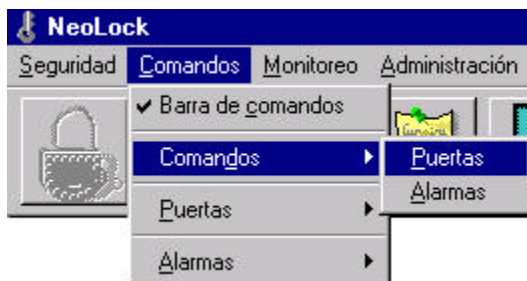 NeoLock
Seguridad Comandos Monitoreo Administración
Barra de comandos
Comandos
Puertas
Alarmas
Puertas
Alarmas